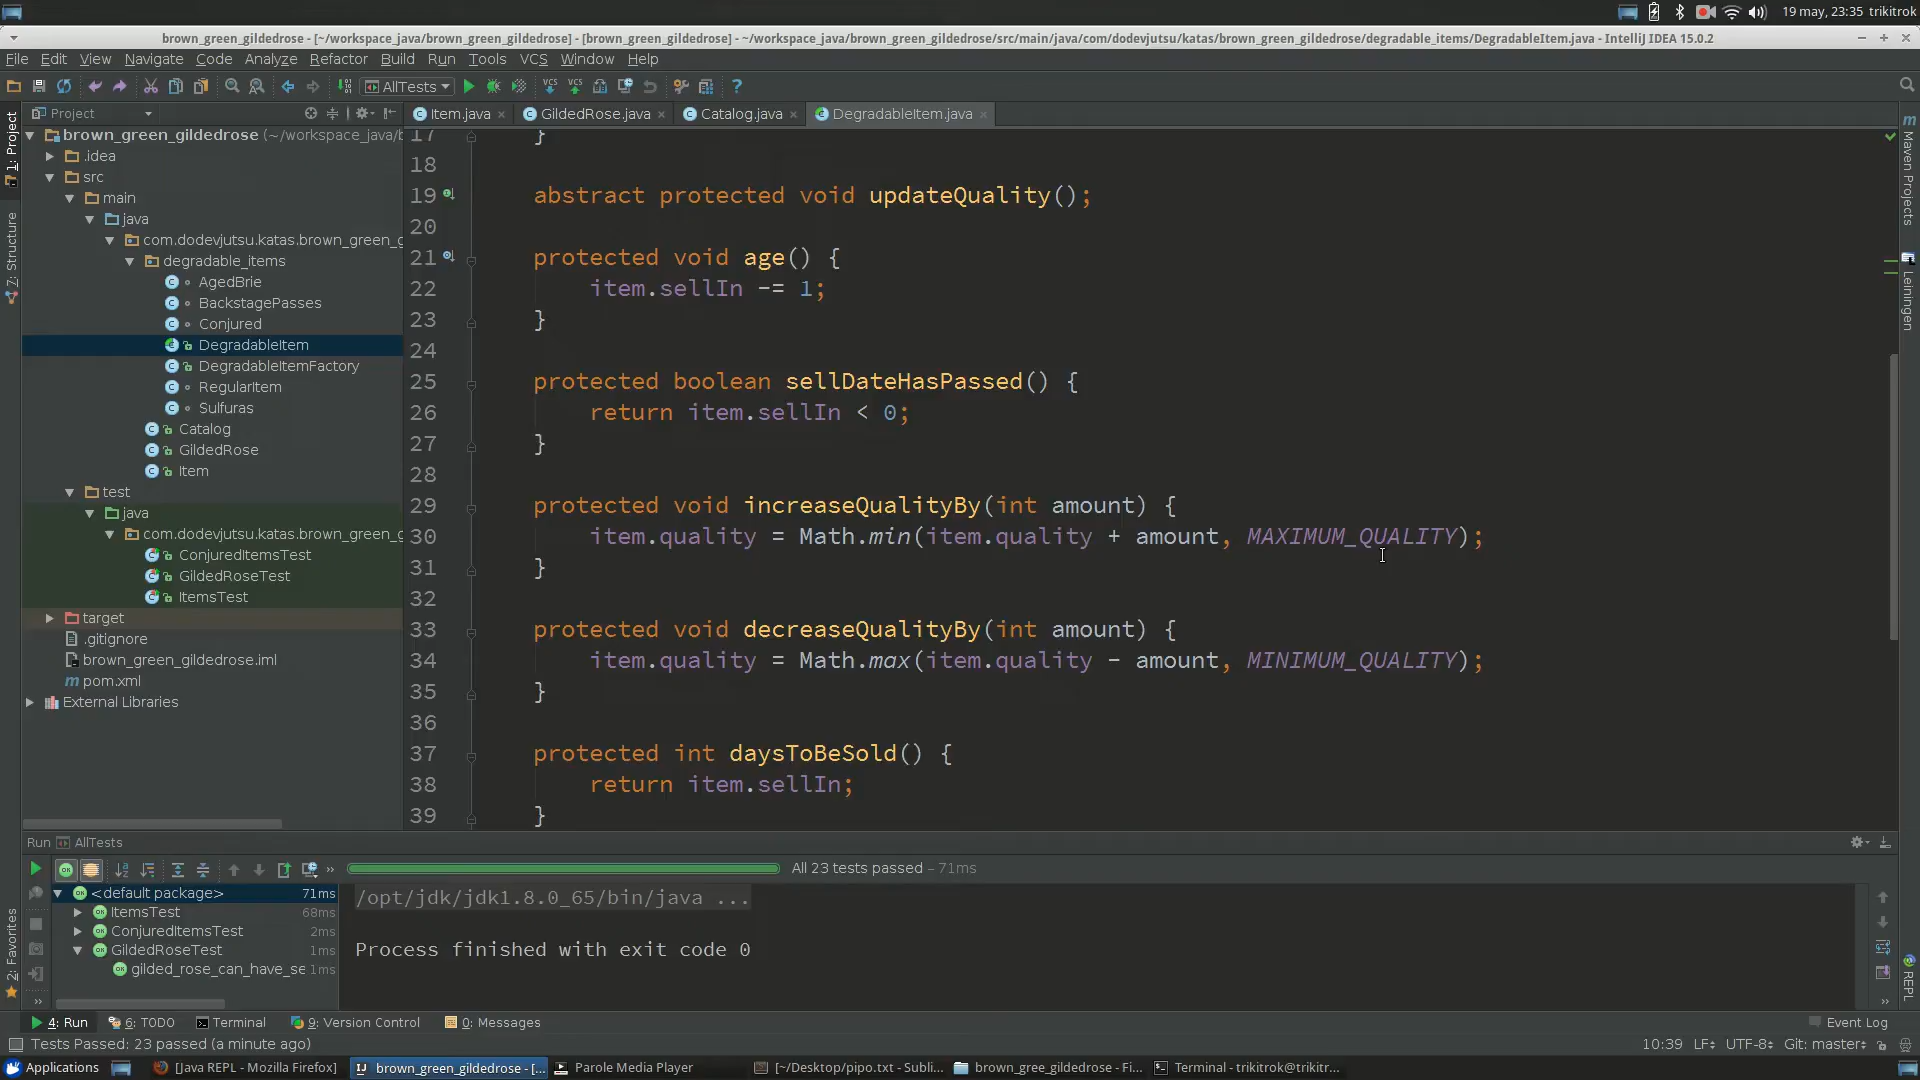 19 may, 23:35 trikitrok
brown_green_gildedrose - [~/workspace_java/brown_green_gildedrose] - [brown_green_gildedrose] - ~/workspace_java/brown_green_gildedrose/src/main/java/com/dodevjutsu/katas/brown_green_gildedrose/degradable_items/DegradableItem.java - IntelliJ IDEA 15.0.2
File Edit View Navigate Code Analyze Refactor Build Run Tools VCS Window Help
AllTests
Project
Item.java GildedRose.java Catalog.java DegradableItem.java
1: Project
Z: Structure
2: Favorites
brown_green_gildedrose (~/workspace_java/b
.idea
src
main
java
com.dodevjutsu.katas.brown_green_g
degradable_items
AgedBrie
BackstagePasses
Conjured
DegradableItem
DegradableItemFactory
RegularItem
Sulfuras
Catalog
GildedRose
Item
test
java
com.dodevjutsu.katas.brown_green_g
ConjuredItemsTest
GildedRoseTest
ItemsTest
target
.gitignore
brown_green_gildedrose.iml
m pom.xml
External Libraries
17 }
18
19 abstract protected void updateQuality();
20
21 protected void age() {
22 item.sellIn -= 1;
23 }
24
25 protected boolean sellDateHasPassed() {
26 return item.sellIn < 0;
27 }
28
29 protected void increaseQualityBy(int amount) {
30 item.quality = Math.min(item.quality + amount, MAXIMUM_QUALITY);
31 }
32
33 protected void decreaseQualityBy(int amount) {
34 item.quality = Math.max(item.quality - amount, MINIMUM_QUALITY);
35 }
36
37 protected int daysToBeSold() {
38 return item.sellIn;
39 }
Maven Projects
Leiningen
REPL
Run AllTests
All 23 tests passed – 71ms
<default package> 71ms
ItemsTest 68ms
ConjuredItemsTest 2ms
GildedRoseTest 1ms
gilded_rose_can_have_se 1ms
/opt/jdk/jdk1.8.0_65/bin/java ...
Process finished with exit code 0
4: Run 6: TODO Terminal 9: Version Control 0: Messages Event Log
Tests Passed: 23 passed (a minute ago) 10:39 LF UTF-8 Git: master
Applications [Java REPL - Mozilla Firefox] brown_green_gildedrose - [... Parole Media Player [~/Desktop/pipo.txt - Subli... brown_gree_gildedrose - Fi... Terminal - trikitrok@trikitr...